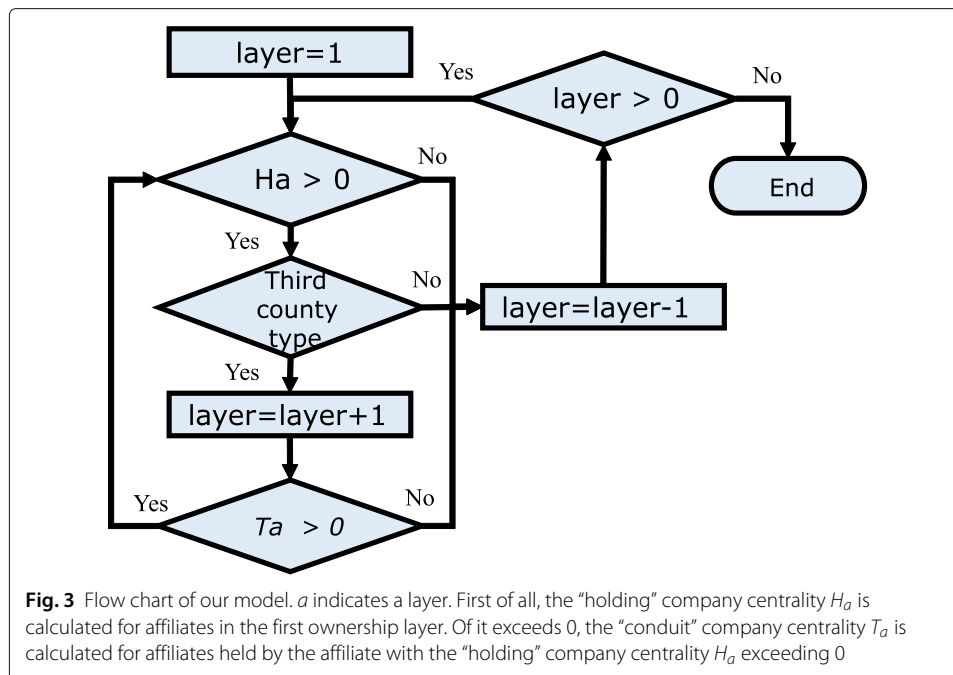 layer=1
Yes
layer > 0
No
End
Ha > 0
No
Yes
Third
county
type
No
layer=layer-1
Yes
layer=layer+1
Yes
Ta > 0
No
Fig. 3 Flow chart of our model. a indicates a layer. First of all, the “holding” company centrality Ha is
calculated for affiliates in the first ownership layer. Of it exceeds 0, the “conduit” company centrality Ta is
calculated for affiliates held by the affiliate with the “holding” company centrality Ha exceeding 0